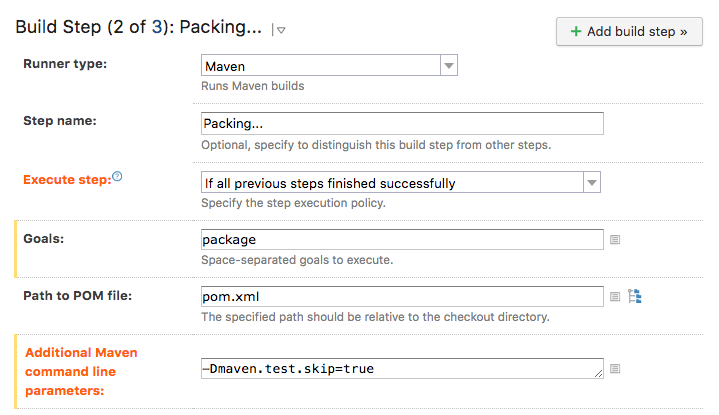 Build Step (2 of 3): Packing...
+ Add build step »
Runner type:
Maven
Runs Maven builds
Step name:
Packing...
Optional, specify to distinguish this build step from other steps.
Execute step:?
If all previous steps finished successfully
Specify the step execution policy.
Goals:
package
Space-separated goals to execute.
Path to POM file:
pom.xml
The specified path should be relative to the checkout directory.
Additional Maven
command line
parameters:
–Dmaven.test.skip=true